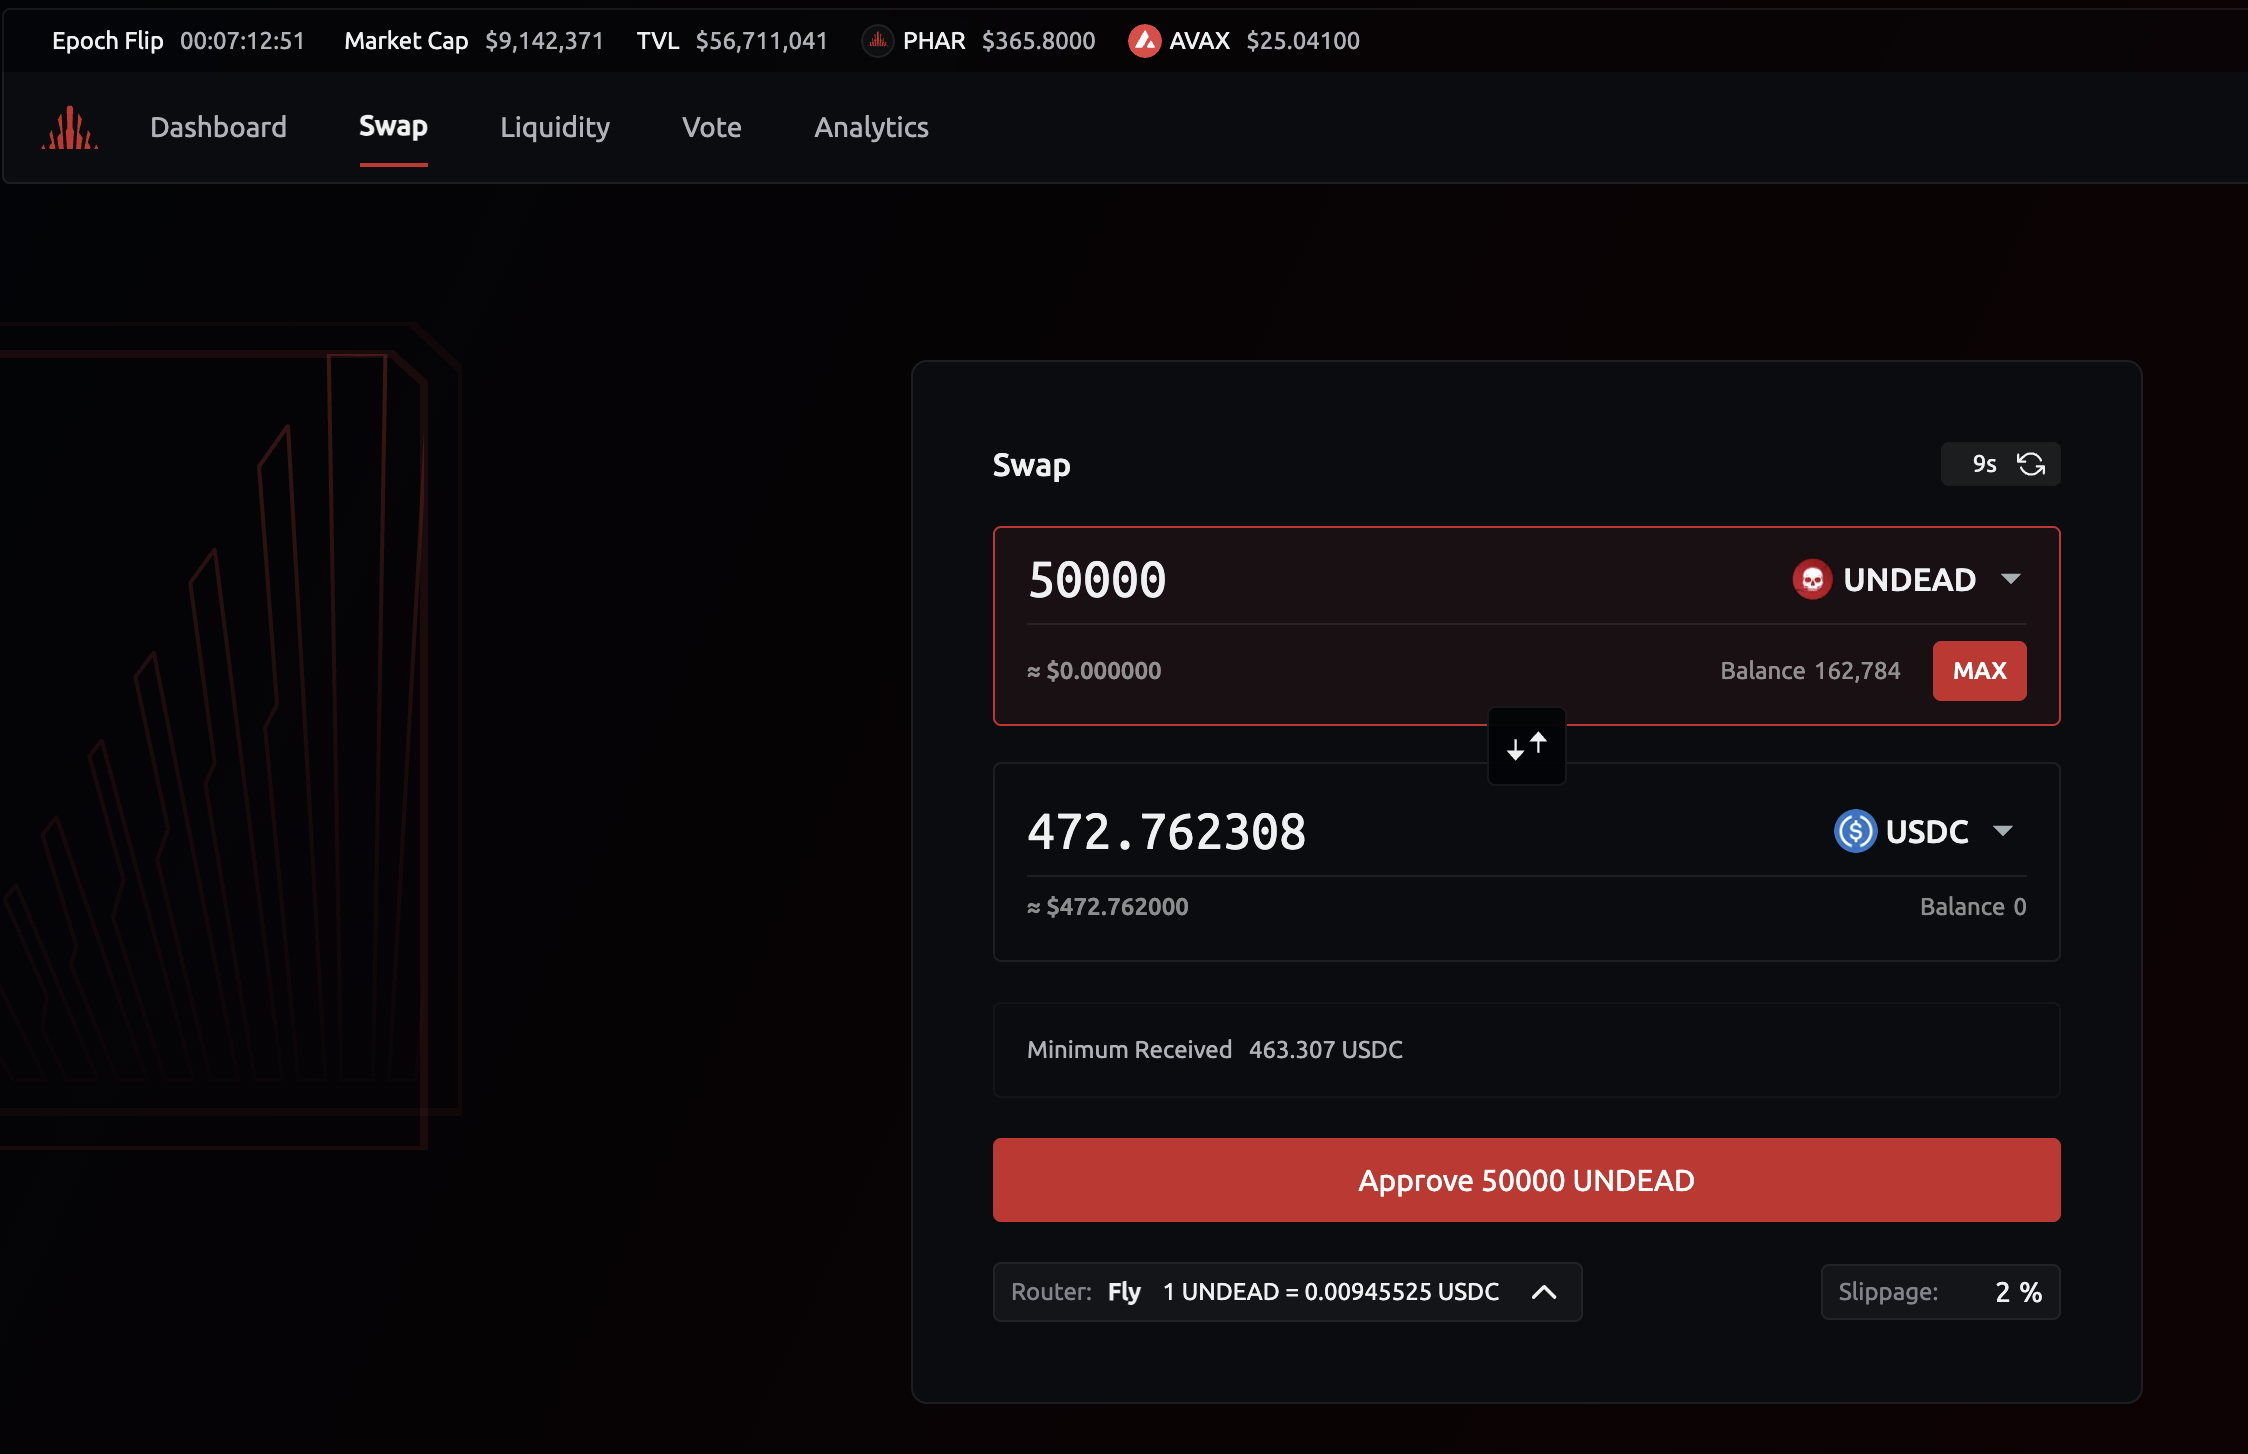 Epoch Flip 00:07:12:51 Market Cap $9,142,371 TVL $56,711,041 PHAR $365.8000 AVAX $25.04100
Dashboard Swap Liquidity Vote Analytics
Swap 9s
50000 UNDEAD
≈ $0.000000 Balance 162,784 MAX
472.762308 USDC
≈ $472.762000 Balance 0
Minimum Received 463.307 USDC
Approve 50000 UNDEAD
Router: Fly 1 UNDEAD = 0.00945525 USDC Slippage: 2 %